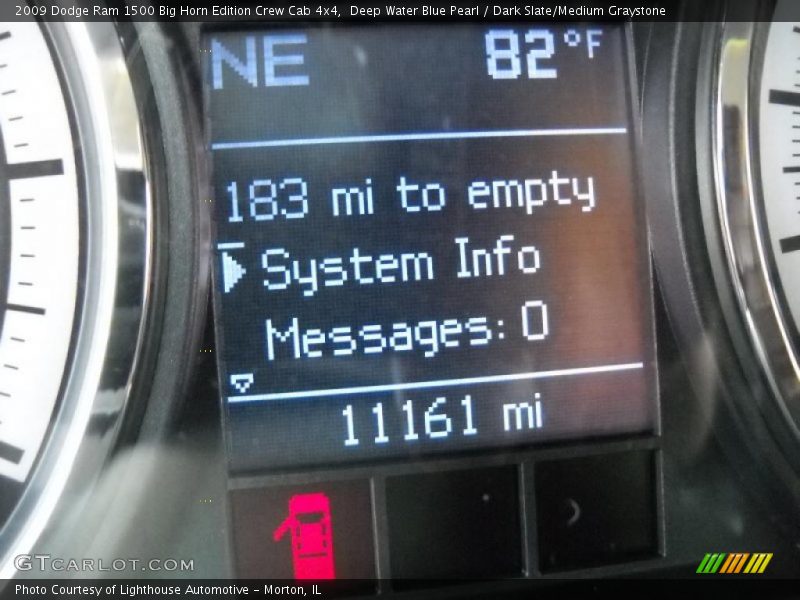 2009 Dodge Ram 1500 Big Horn Edition Crew Cab 4x4,  Deep Water Blue Pearl / Dark Slate/Medium Graystone
NE 82°F
183 mi to empty
System Info
Messages: 0
11161 mi
GTCARLOT.COM
Photo Courtesy of Lighthouse Automotive - Morton, IL